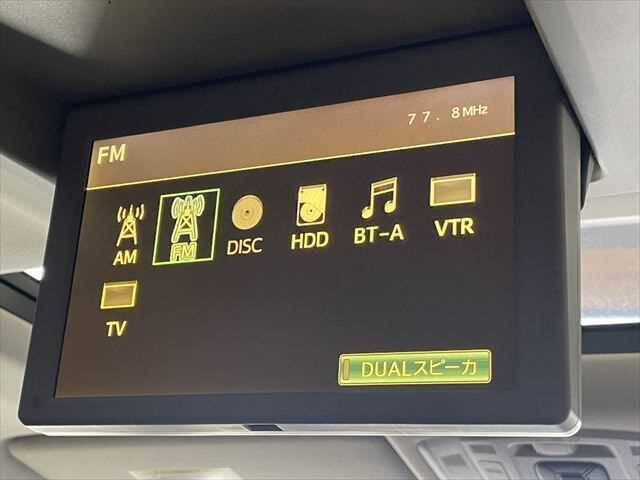 FM
77.8MHz
AM
FM
DISC
HDD
BT-A
VTR
TV
DUALスピーカ